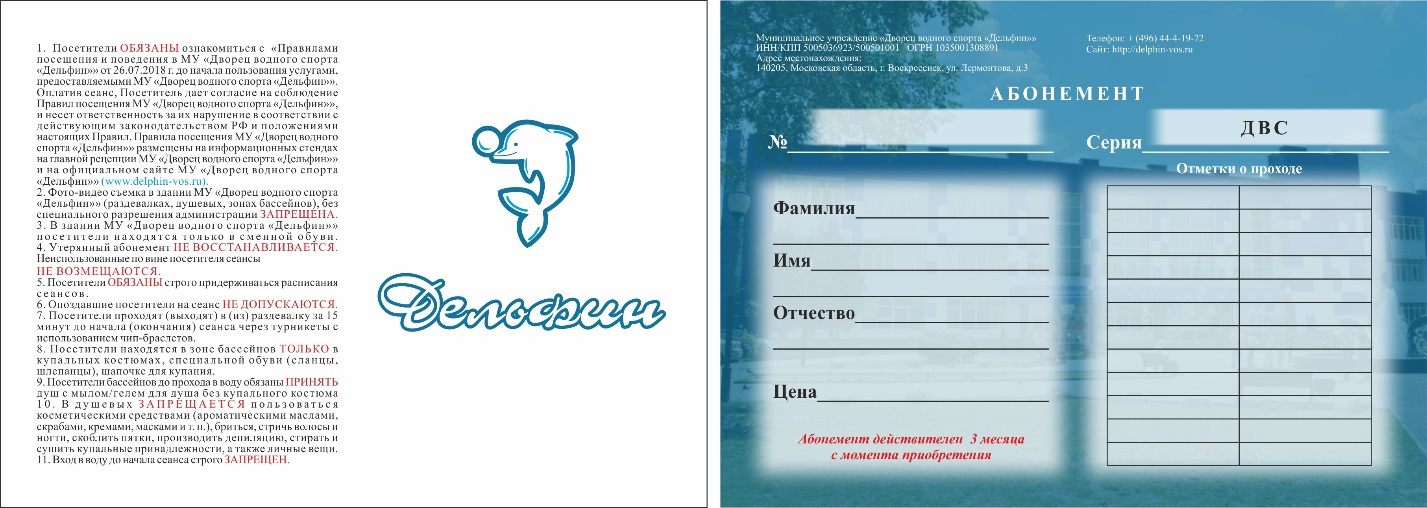 1. Посетители ОБЯЗАНЫ ознакомиться с «Правилами
посещения и поведения в МУ «Дворец водного спорта
«Дельфин»» от 26.07.2018 г. до начала пользования услугами,
предоставляемыми МУ «Дворец водного спорта «Дельфин»».
Оплатив сеанс, Посетитель дает согласие на соблюдение
Правил посещения МУ «Дворец водного спорта «Дельфин»»,
и несет ответственность за их нарушение в соответствии с
действующим законодательством РФ и положениями
настоящих Правил. Правила посещения МУ «Дворец водного
спорта «Дельфин»» размещены на информационных стендах
на главной рецепции МУ «Дворец водного спорта «Дельфин»»
и на официальном сайте МУ «Дворец водного спорта
«Дельфин»» (www.delphin-vos.ru).
2. Фото-видео съемка в здании МУ «Дворец водного спорта
«Дельфин»» (раздевалках, душевых, зонах бассейнов), без
специального разрешения администрации ЗАПРЕЩЕНА.
3. В здании МУ «Дворец водного спорта «Дельфин»»
посетители находятся только в сменной обуви.
4. Утерянный абонемент НЕ ВОССТАНАВЛИВАЕТСЯ.
Неиспользованные по вине посетителя сеансы
НЕ ВОЗМЕЩАЮТСЯ.
5. Посетители ОБЯЗАНЫ строго придерживаться расписания
сеансов.
6. Опоздавшие посетители на сеанс НЕ ДОПУСКАЮТСЯ.
7. Посетители проходят (выходят) в (из) раздевалку за 15
минут до начала (окончания) сеанса через турникеты с
использованием чип-браслетов.
8. Посетители находятся в зоне бассейнов ТОЛЬКО в
купальных костюмах, специальной обуви (сланцы,
шлепанцы), шапочке для купания.
9. Посетители бассейнов до прохода в воду обязаны ПРИНЯТЬ
душ с мылом/гелем для душа без купального костюма
10. В душевых ЗАПРЕЩАЕТСЯ пользоваться
косметическими средствами (ароматическими маслами,
скрабами, кремами, масками и т. п.), бриться, стричь волосы и
ногти, скоблить пятки, производить депиляцию, стирать и
сушить купальные принадлежности, а также личные вещи.
11. Вход в воду до начала сеанса строго ЗАПРЕЩЕН.
Дельфин
Муниципальное учреждение «Дворец водного спорта «Дельфин»»
ИНН/КПП 5005036923/500501001 ОГРН 1035001308891
Адрес местонахождения:
140205, Московская область, г. Воскресенск, ул. Лермонтова, д.3
Телефон: + (496) 44-4-19-72
Сайт: http://delphin-vos.ru
АБОНЕМЕНТ
№
Серия ДВС
Отметки о проходе
Фамилия
Имя
Отчество
Цена
Абонемент действителен 3 месяца
с момента приобретения